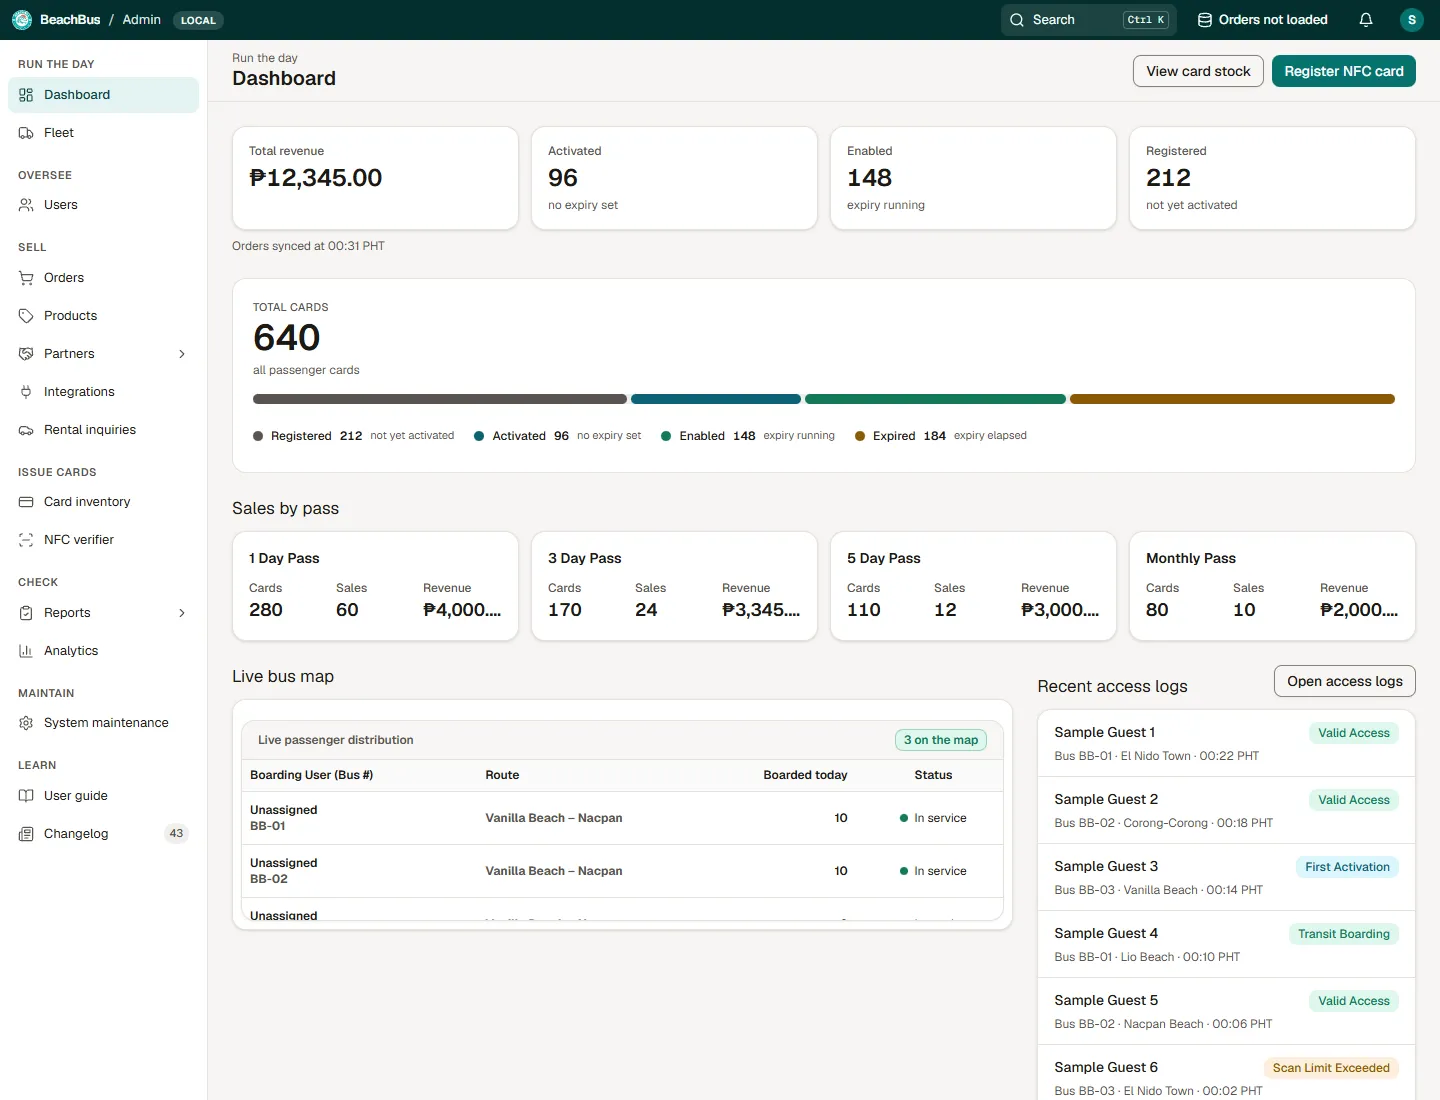 BeachBus / Admin LOCAL
Search Ctrl K
Orders not loaded
S
RUN THE DAY
Dashboard
Fleet
OVERSEE
Users
SELL
Orders
Products
Partners
Integrations
Rental inquiries
ISSUE CARDS
Card inventory
NFC verifier
CHECK
Reports
Analytics
MAINTAIN
System maintenance
LEARN
User guide
Changelog 43
Run the day
Dashboard
View card stock
Register NFC card
Total revenue
₱12,345.00
Activated
96
no expiry set
Enabled
148
expiry running
Registered
212
not yet activated
Orders synced at 00:31 PHT
TOTAL CARDS
640
all passenger cards
Registered 212 not yet activated Activated 96 no expiry set Enabled 148 expiry running Expired 184 expiry elapsed
Sales by pass
1 Day Pass
Cards Sales Revenue
280 60 ₱4,000....
3 Day Pass
Cards Sales Revenue
170 24 ₱3,345....
5 Day Pass
Cards Sales Revenue
110 12 ₱3,000....
Monthly Pass
Cards Sales Revenue
80 10 ₱2,000....
Live bus map
Live passenger distribution 3 on the map
Boarding User (Bus #) Route Boarded today Status
Unassigned
BB-01 Vanilla Beach – Nacpan 10 In service
Unassigned
BB-02 Vanilla Beach – Nacpan 10 In service
Unassigned
Recent access logs
Open access logs
Sample Guest 1 Valid Access
Bus BB-01 · El Nido Town · 00:22 PHT
Sample Guest 2 Valid Access
Bus BB-02 · Corong-Corong · 00:18 PHT
Sample Guest 3 First Activation
Bus BB-03 · Vanilla Beach · 00:14 PHT
Sample Guest 4 Transit Boarding
Bus BB-01 · Lio Beach · 00:10 PHT
Sample Guest 5 Valid Access
Bus BB-02 · Nacpan Beach · 00:06 PHT
Sample Guest 6 Scan Limit Exceeded
Bus BB-03 · El Nido Town · 00:02 PHT